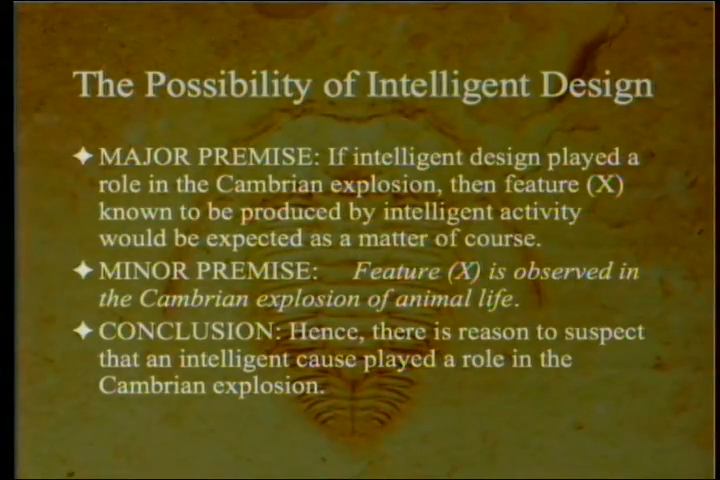 The Possibility of Intelligent Design
✦ MAJOR PREMISE: If intelligent design played a
role in the Cambrian explosion, then feature (X)
known to be produced by intelligent activity
would be expected as a matter of course.
✦ MINOR PREMISE: Feature (X) is observed in
the Cambrian explosion of animal life.
✦ CONCLUSION: Hence, there is reason to suspect
that an intelligent cause played a role in the
Cambrian explosion.